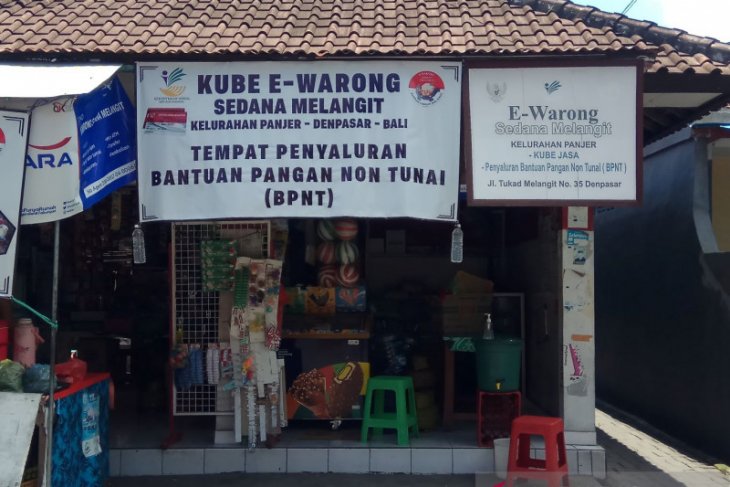 KUBE E-WARONG
SEDANA MELANGIT
KELURAHAN PANJER - DENPASAR - BALI
TEMPAT PENYALURAN
BANTUAN PANGAN NON TUNAI
(BPNT)
E-Warong
Sedana Melangit
KELURAHAN PANJER
- KUBE JASA
- Penyaluran Bantuan Pangan Non Tunai ( BPNT )
Jl. Tukad Melangit No. 35 Denpasar